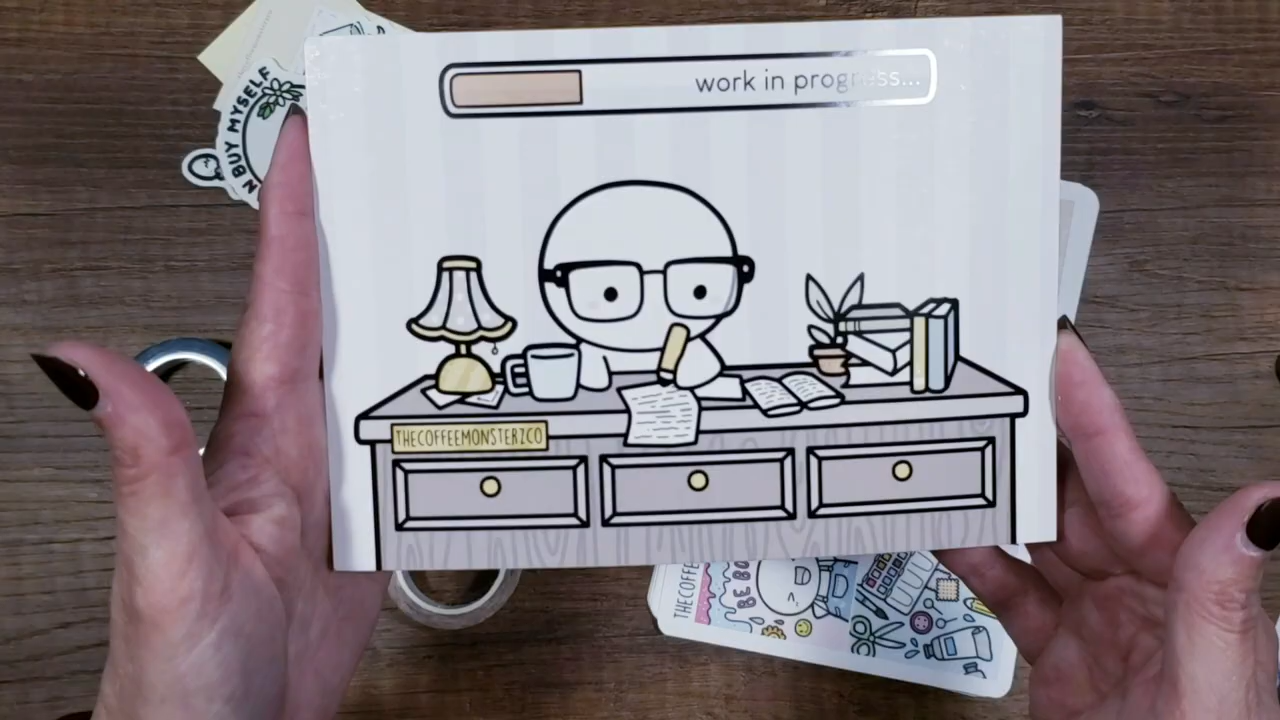 work in progress...
N BUY MYSELF
THECOFFEEMONSTERZCO
THECOFFE
BE BO